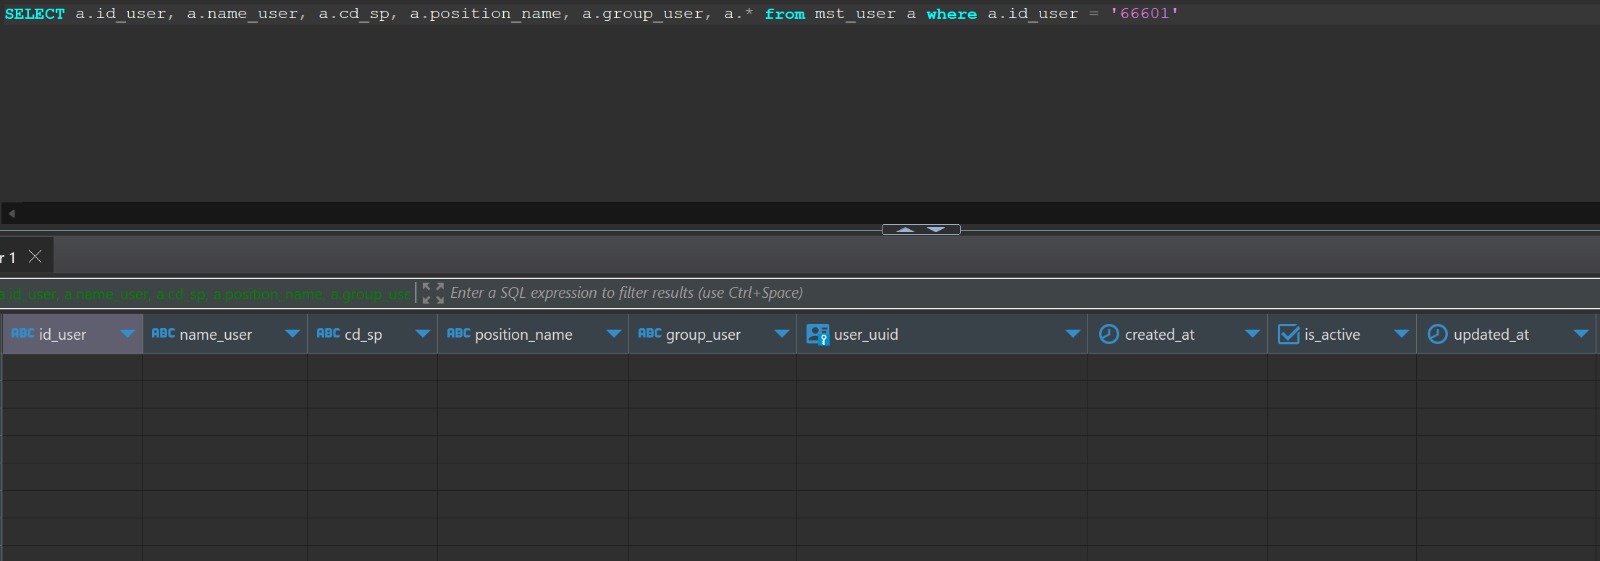 SELECT a.id_user, a.name_user, a.cd_sp, a.position_name, a.group_user, a.* from mst_user a where a.id_user = '66601'
r 1
a.id_user, a.name_user, a.cd_sp, a.position_name, a.group_use
Enter a SQL expression to filter results (use Ctrl+Space)
ABC id_user ABC name_user ABC cd_sp ABC position_name ABC group_user user_uuid created_at is_active updated_at